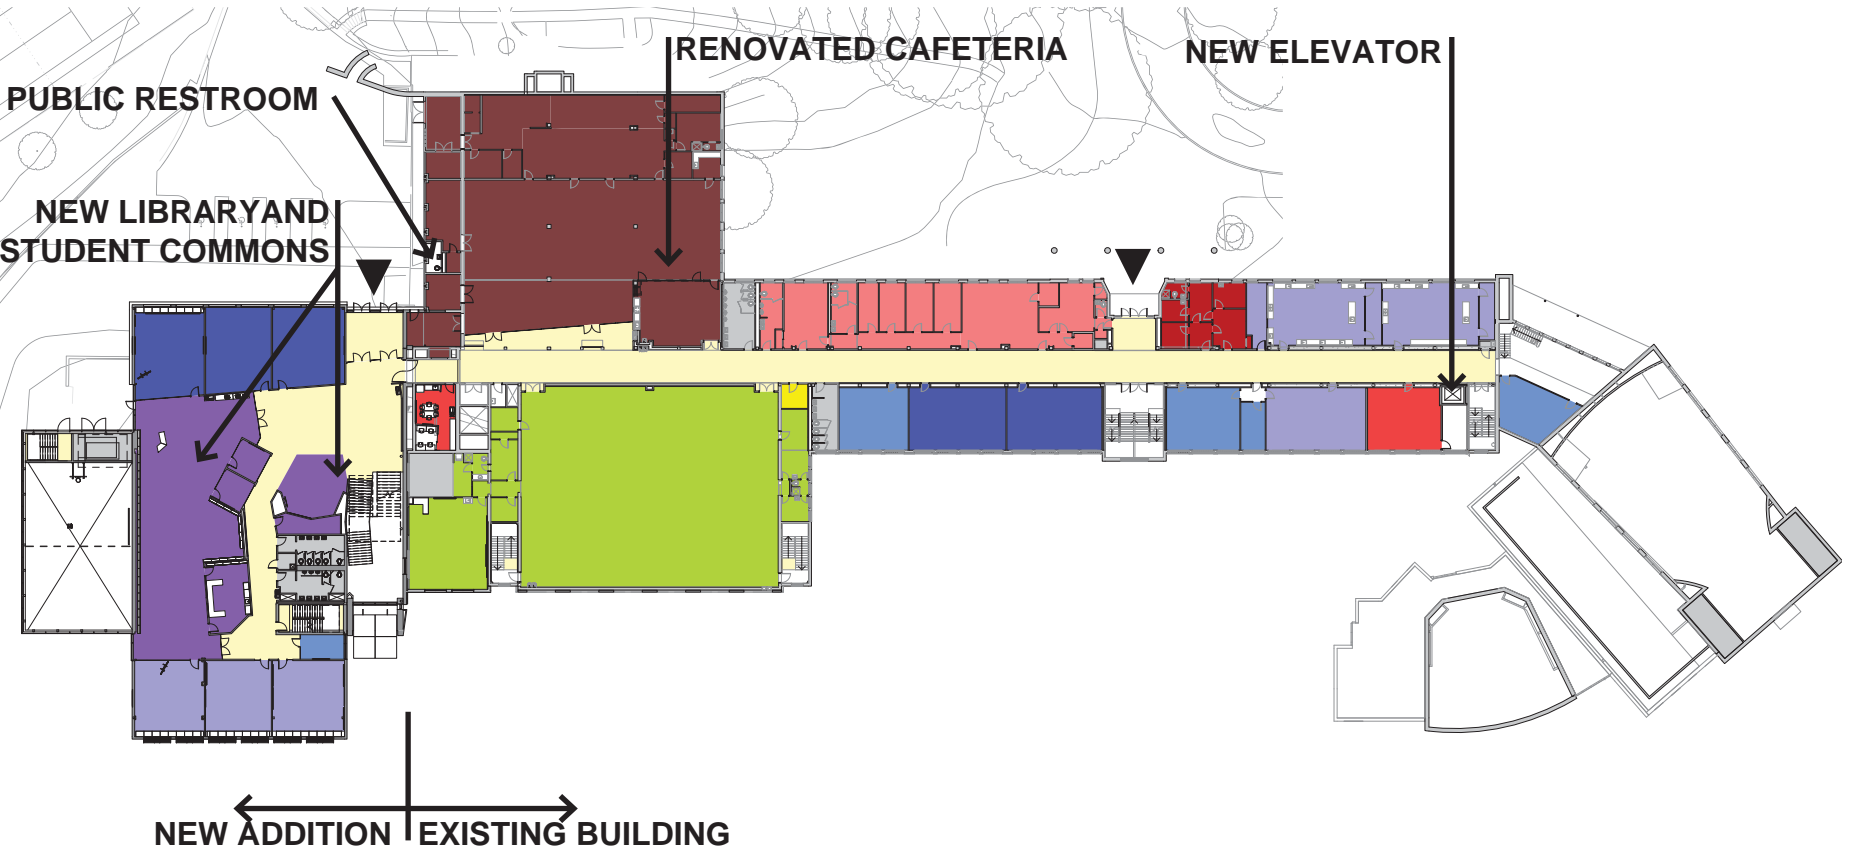 RENOVATED CAFETERIA
NEW ELEVATOR
PUBLIC RESTROOM
NEW LIBRARYAND
STUDENT COMMONS
NEW ADDITION
EXISTING BUILDING